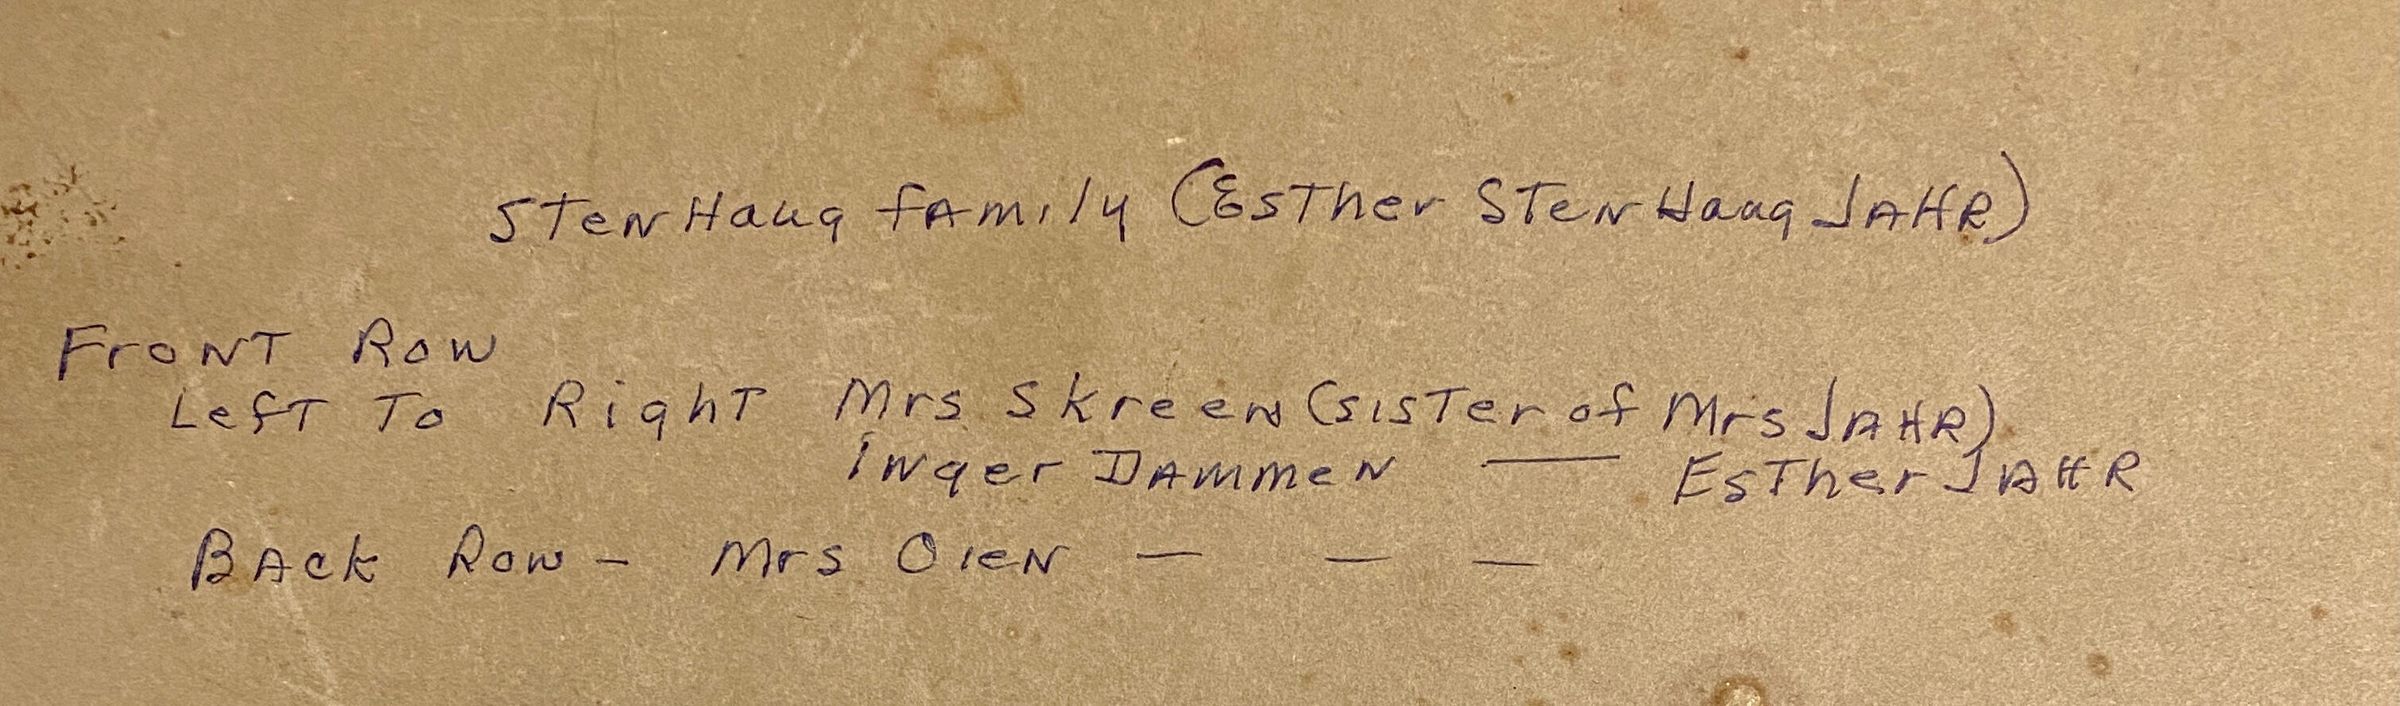 Stenhaug family (Esther Stenhaug Jahr)
Front Row
Left To Right Mrs Skreen (sister of Mrs Jahr)
Inger Dammen — Esther Jahr
Back Row - Mrs Oien — — —